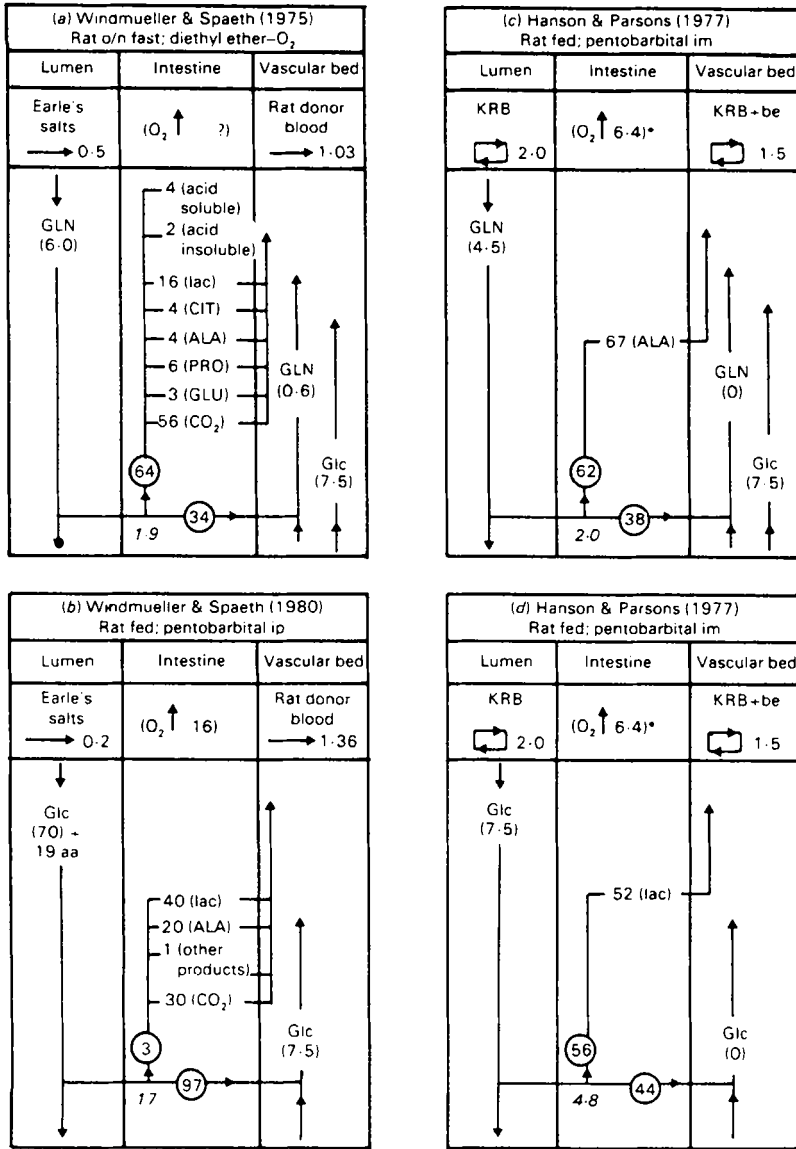 (a) Windmueller & Spaeth (1975)
Rat o/n fast; diethyl ether–O₂
Lumen Intestine Vascular bed
Earle's salts → 0·5
(O₂ ↑ ?)
Rat donor blood → 1·03
GLN
(6·0)
4 (acid
soluble)
2 (acid
insoluble)
16 (lac)
4 (CIT)
4 (ALA)
6 (PRO)
3 (GLU)
56 (CO₂)
GLN
(0·6)
Glc
(7·5)
64
34
1·9
(c) Hanson & Parsons (1977)
Rat fed; pentobarbital im
Lumen Intestine Vascular bed
KRB
2·0
(O₂ ↑ 6·4)*
KRB+be
1·5
GLN
(4·5)
67 (ALA)
GLN
(0)
Glc
(7·5)
62
38
2·0
(b) Windmueller & Spaeth (1980)
Rat fed; pentobarbital ip
Lumen Intestine Vascular bed
Earle's
salts
→ 0·2
(O₂ ↑ 16)
Rat donor
blood
→ 1·36
Glc
(70) +
19 aa
40 (lac)
20 (ALA)
1 (other
products)
30 (CO₂)
Glc
(7·5)
3
97
17
(d) Hanson & Parsons (1977)
Rat fed; pentobarbital im
Lumen Intestine Vascular bed
KRB
2·0
(O₂ ↑ 6·4)*
KRB+be
1·5
Glc
(7·5)
52 (lac)
Glc
(0)
56
44
4·8